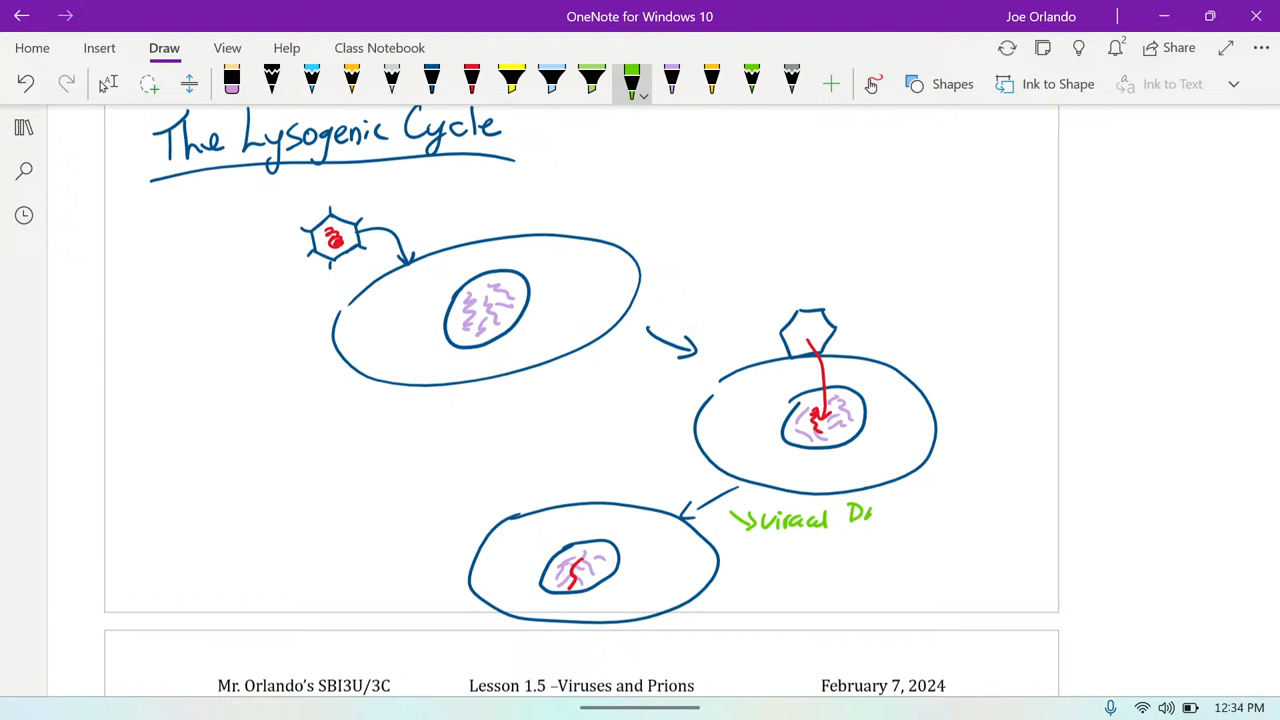 OneNote for Windows 10
Joe Orlando
Home Insert Draw View Help Class Notebook
2
Share
Shapes Ink to Shape Ink to Text
The Lysogenic Cycle
viraal
Mr. Orlando's SBI3U/3C Lesson 1.5 –Viruses and Prions February 7, 2024
12:34 PM